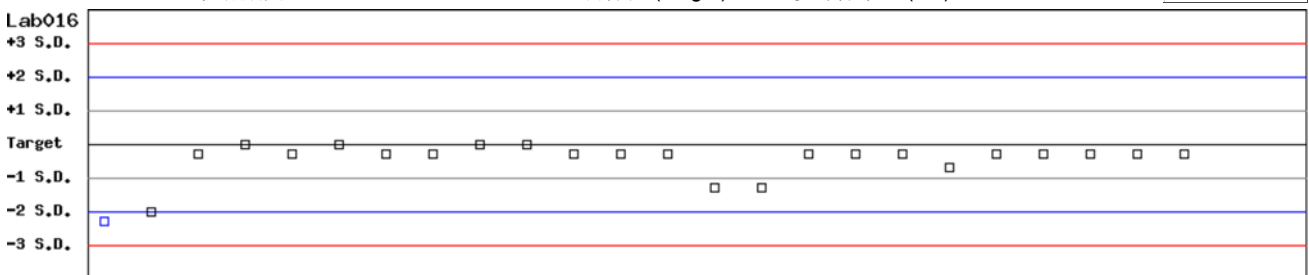 Lab016
+3 S.D.
+2 S.D.
+1 S.D.
Target
-1 S.D.
-2 S.D.
-3 S.D.